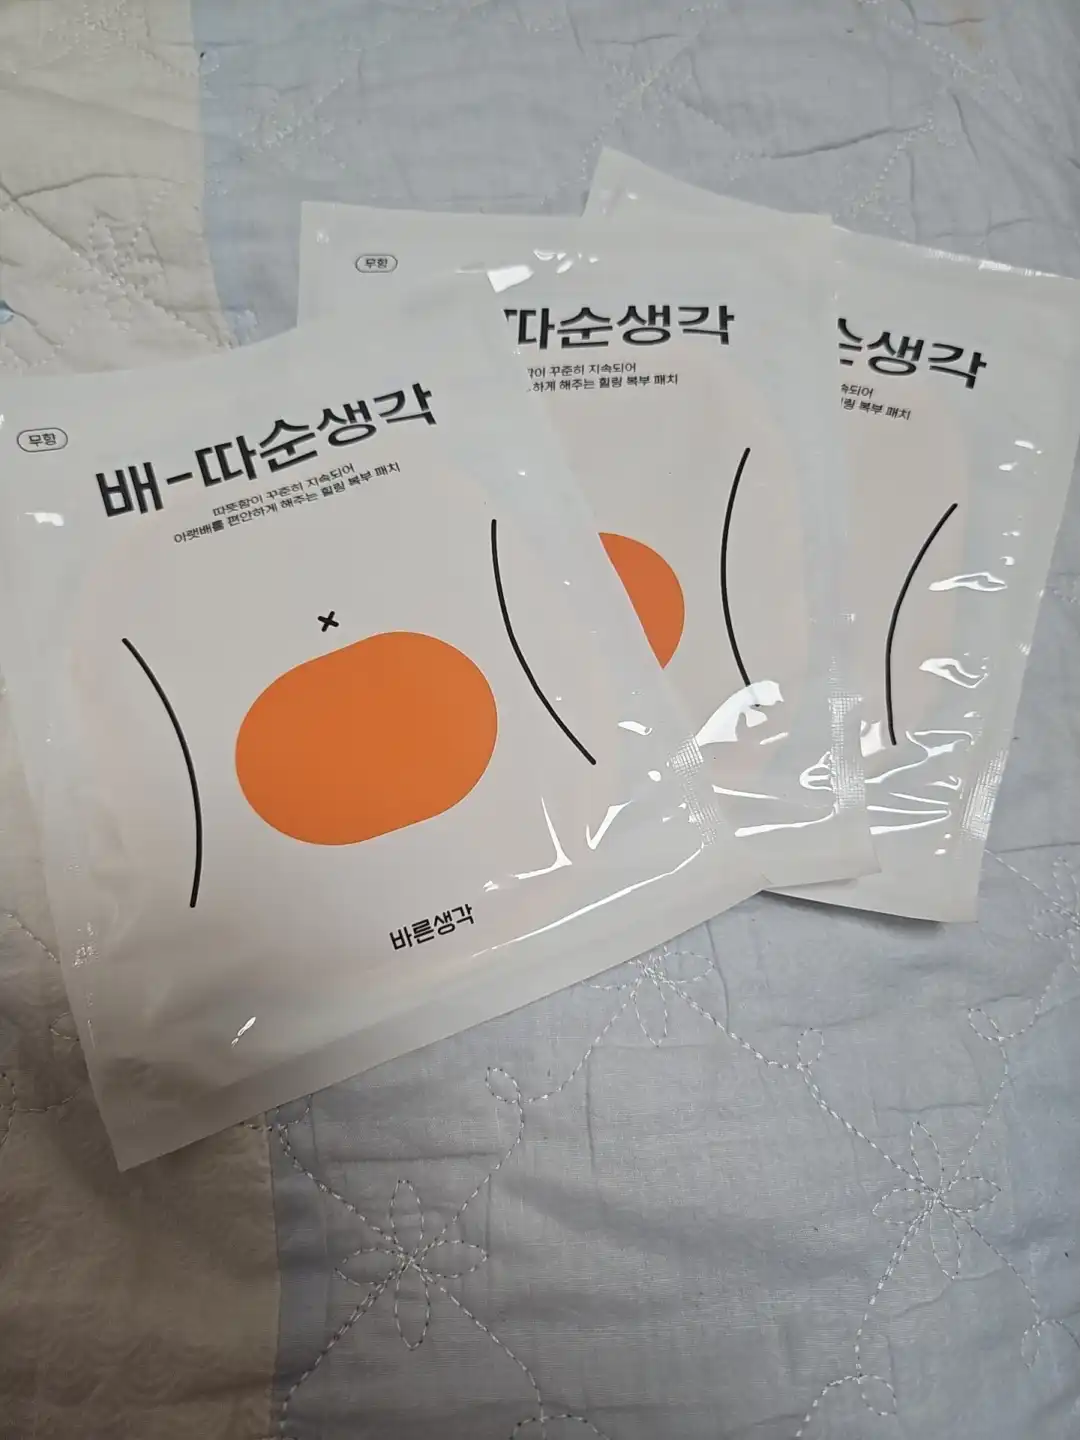 무향
배-따순생각
따뜻함이 꾸준히 지속되어
아랫배를 편안하게 해주는 힐링 복부 패치
바른생각
무향
따순생각
꾸준히 지속되어
하게 해주는 힐링 복부 패치
생각
속되어
힐링 복부 패치